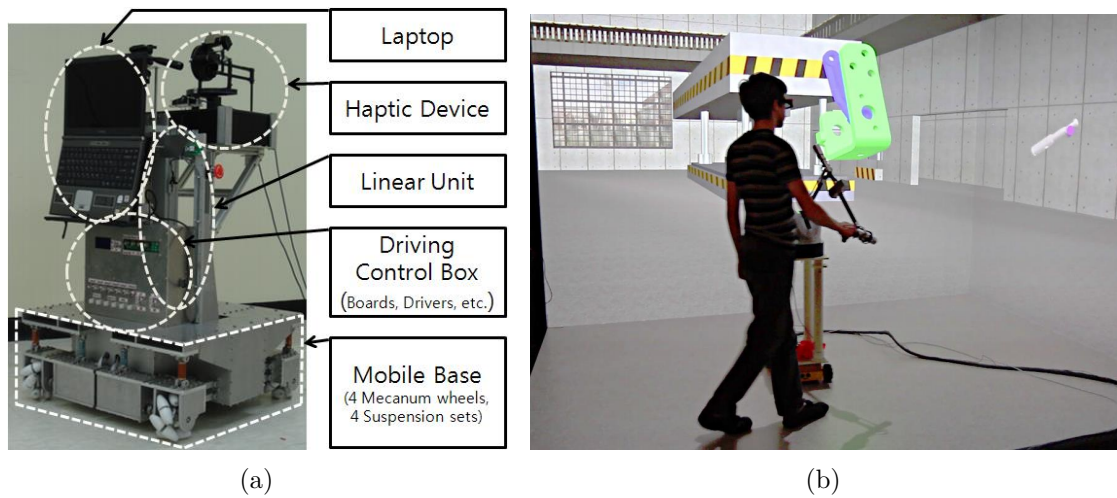 Laptop
Haptic Device
Linear Unit
Driving
Control Box
(Boards, Drivers, etc.)
Mobile Base
(4 Mecanum wheels,
4 Suspension sets)
(a)
(b)